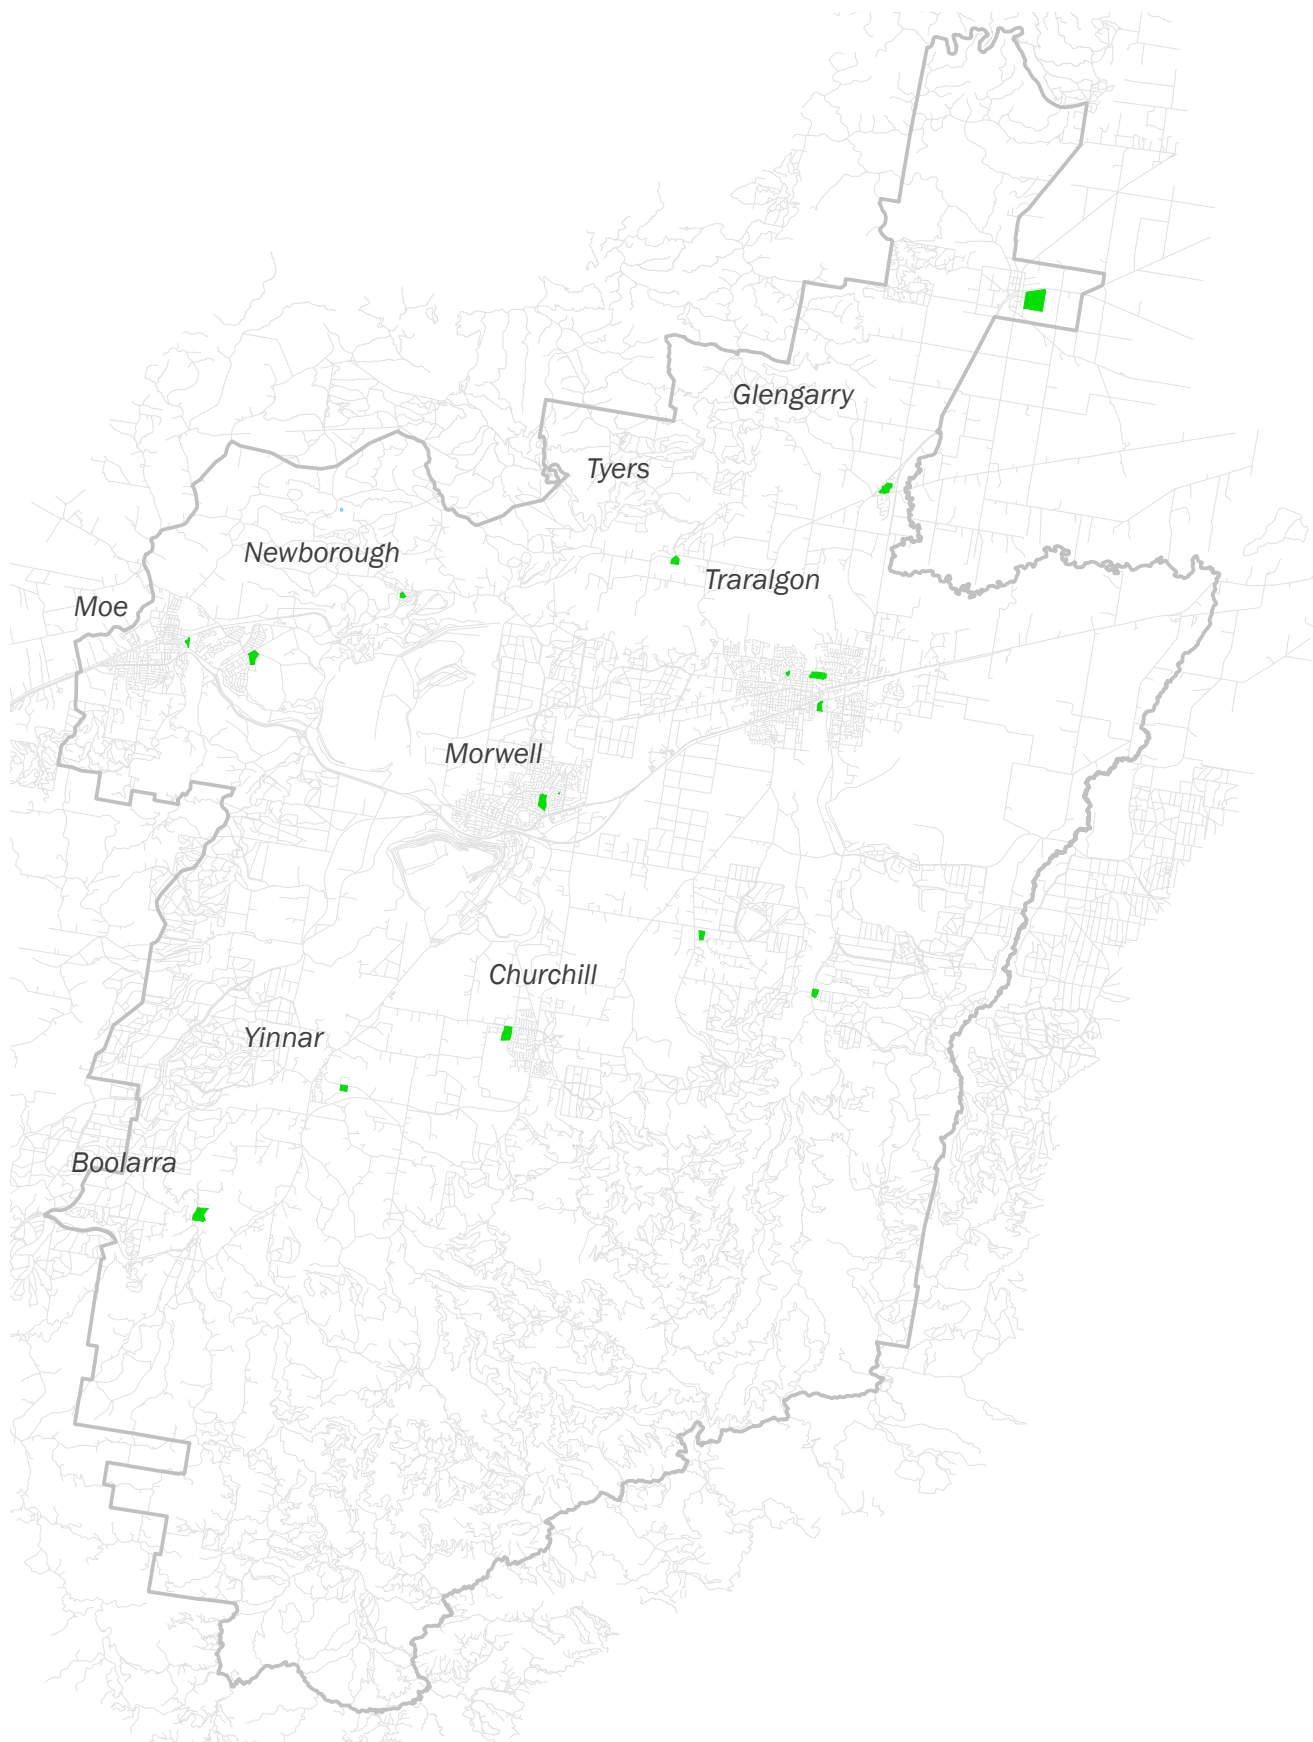 Glengarry
Tyers
Newborough
Traralgon
Moe
Morwell
Churchill
Yinnar
Boolarra